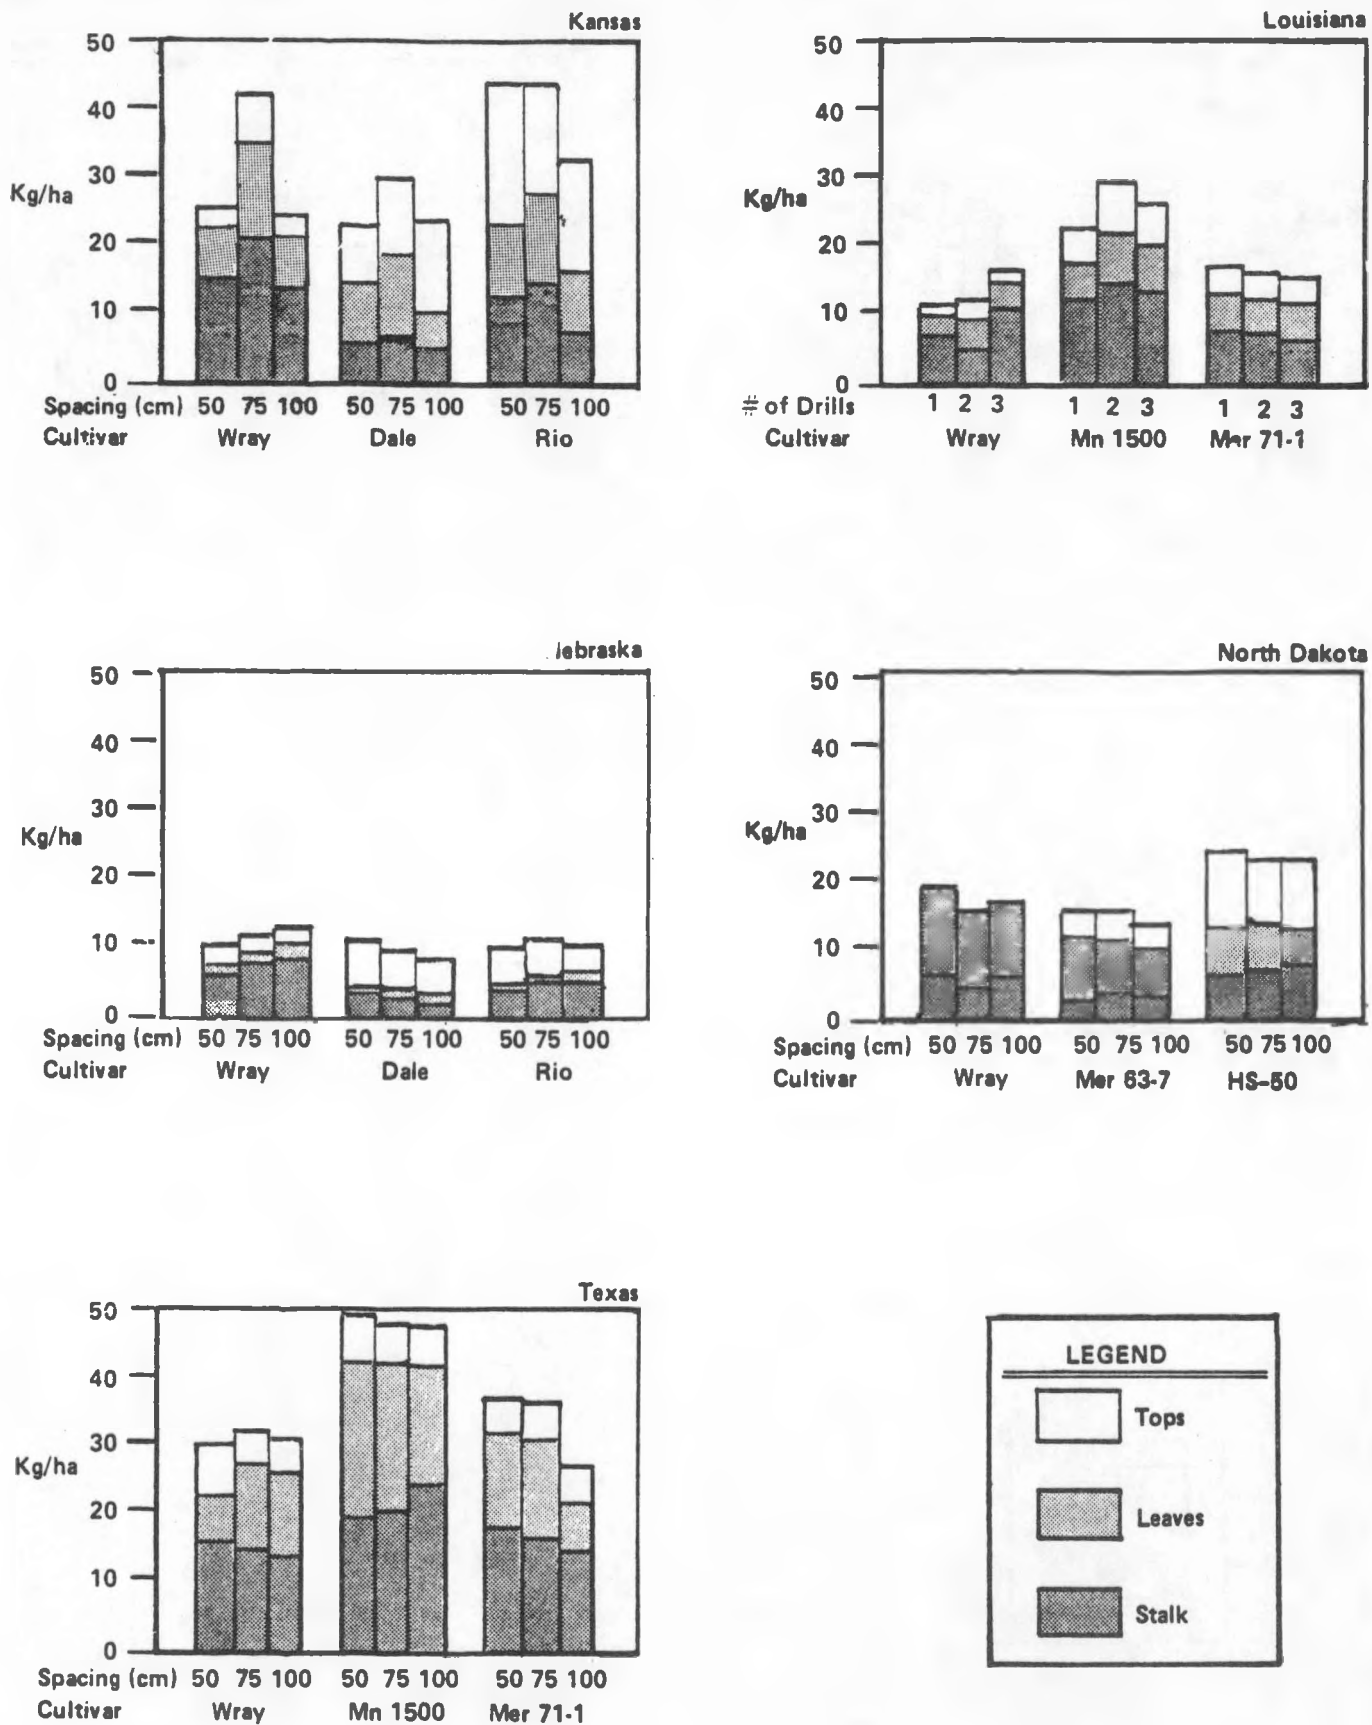 Kansas
50
40
30
Kg/ha
20
10
0
Spacing (cm) 50 75 100 50 75 100 50 75 100
Cultivar Wray Dale Rio
Louisiana
50
40
30
Kg/ha
20
10
0
# of Drills 1 2 3 1 2 3 1 2 3
Cultivar Wray Mn 1500 Mer 71-1
lebraska
50
40
30
Kg/ha
20
10
0
Spacing (cm) 50 75 100 50 75 100 50 75 100
Cultivar Wray Dale Rio
North Dakota
50
40
30
Kg/ha
20
10
0
Spacing (cm) 50 75 100 50 75 100 50 75 100
Cultivar Wray Mer 63-7 HS-50
Texas
50
40
30
Kg/ha
20
10
0
Spacing (cm) 50 75 100 50 75 100 50 75 100
Cultivar Wray Mn 1500 Mer 71-1
LEGEND
Tops
Leaves
Stalk